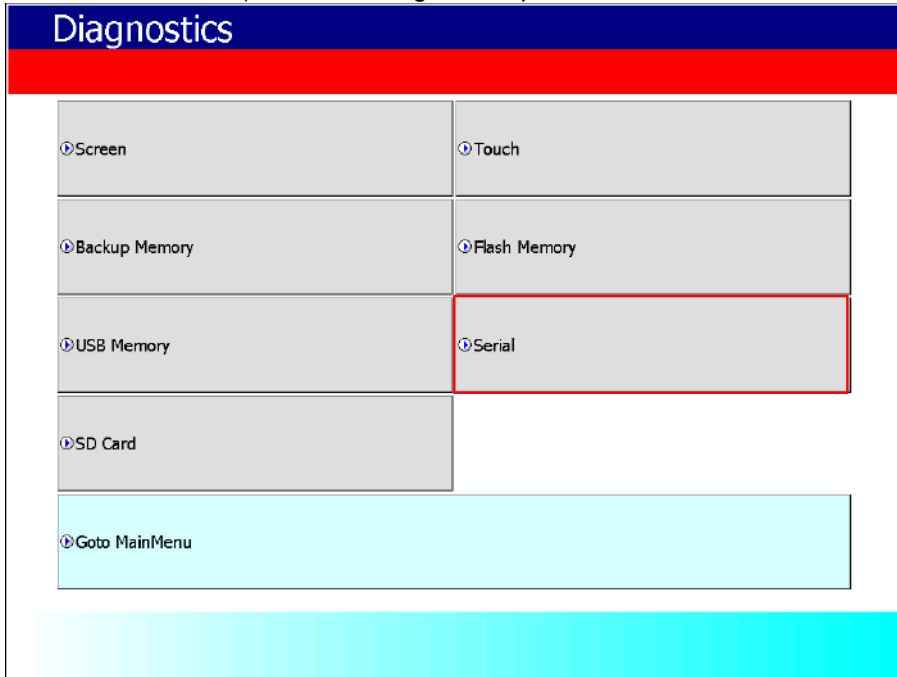 Diagnostics
Screen
Touch
Backup Memory
Flash Memory
USB Memory
Serial
SD Card
Goto MainMenu